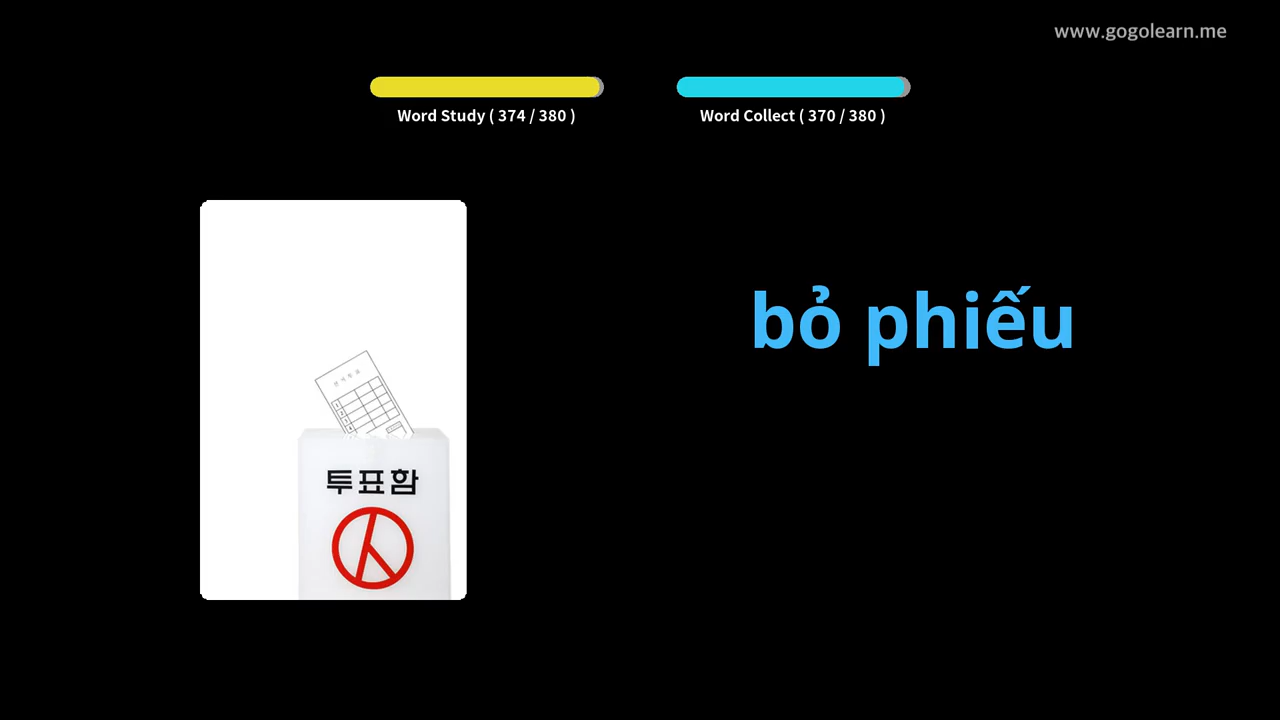 www.gogolearn.me
Word Study ( 374 / 380 )
Word Collect ( 370 / 380 )
bỏ phiếu
투표함